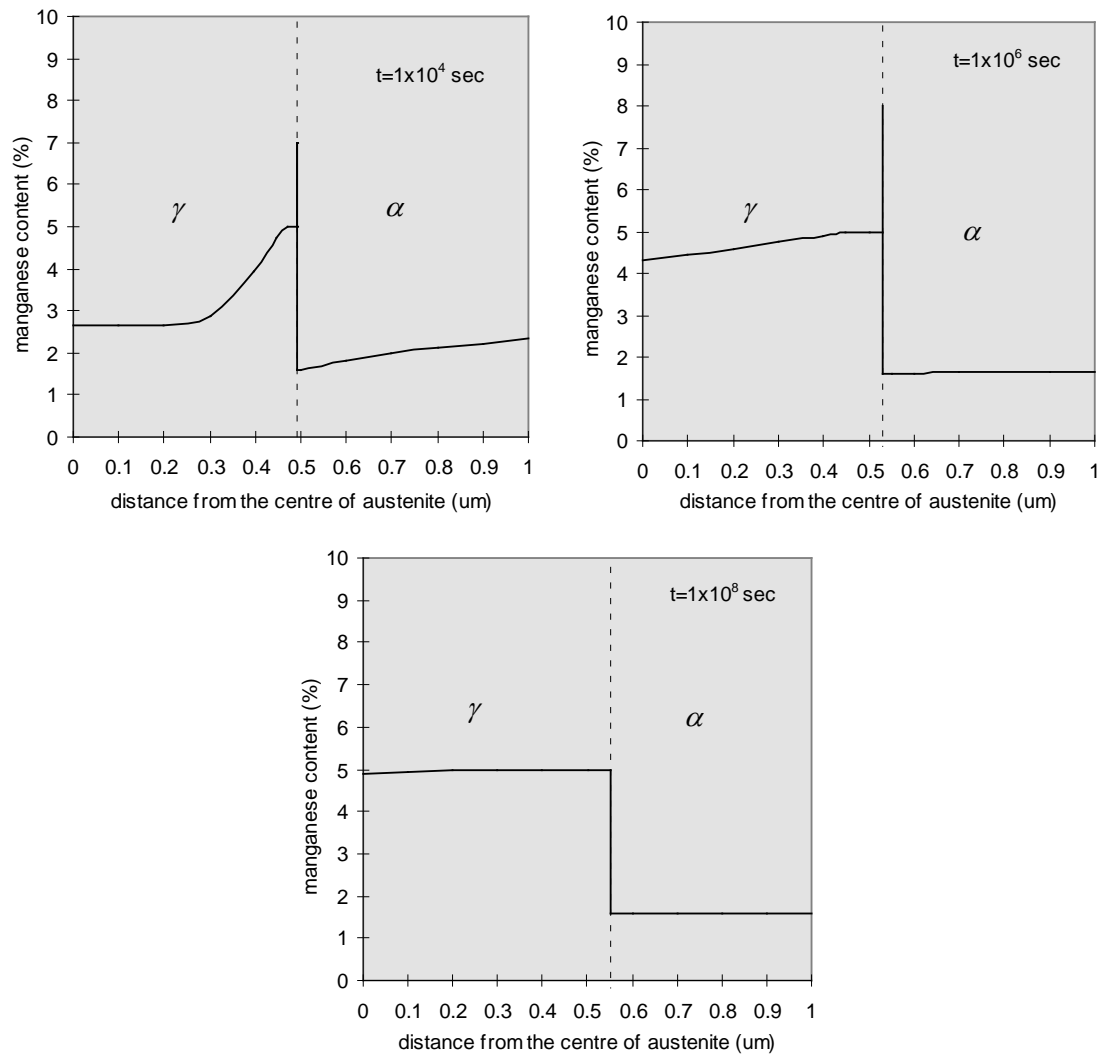 t=1x10⁴ sec
manganese content (%)
10
9
8
7
6
5
4
3
2
1
0
γ
α
0 0.1 0.2 0.3 0.4 0.5 0.6 0.7 0.8 0.9 1
distance from the centre of austenite (um)
t=1x10⁶ sec
manganese content (%)
10
9
8
7
6
5
4
3
2
1
0
γ
α
0 0.1 0.2 0.3 0.4 0.5 0.6 0.7 0.8 0.9 1
distance from the centre of austenite (um)
t=1x10⁸ sec
manganese content (%)
10
9
8
7
6
5
4
3
2
1
0
γ
α
0 0.1 0.2 0.3 0.4 0.5 0.6 0.7 0.8 0.9 1
distance from the centre of austenite (um)